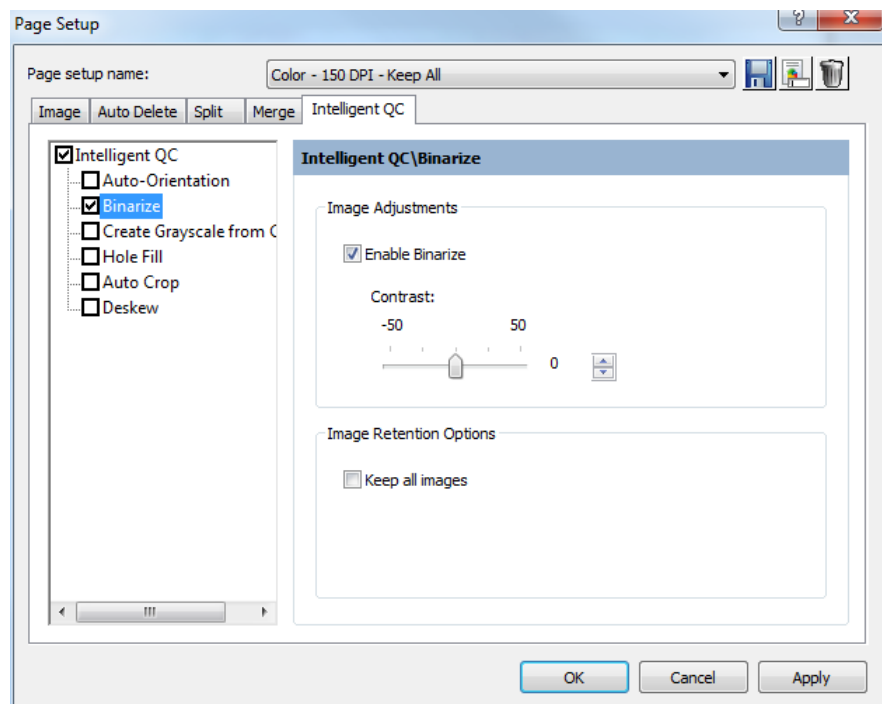 Page Setup
Page setup name: Color - 150 DPI - Keep All
Image Auto Delete Split Merge Intelligent QC
Intelligent QC
Auto-Orientation
Binarize
Create Grayscale from C
Hole Fill
Auto Crop
Deskew
Intelligent QC\Binarize
Image Adjustments
Enable Binarize
Contrast:
-50 50
0
Image Retention Options
Keep all images
OK Cancel Apply